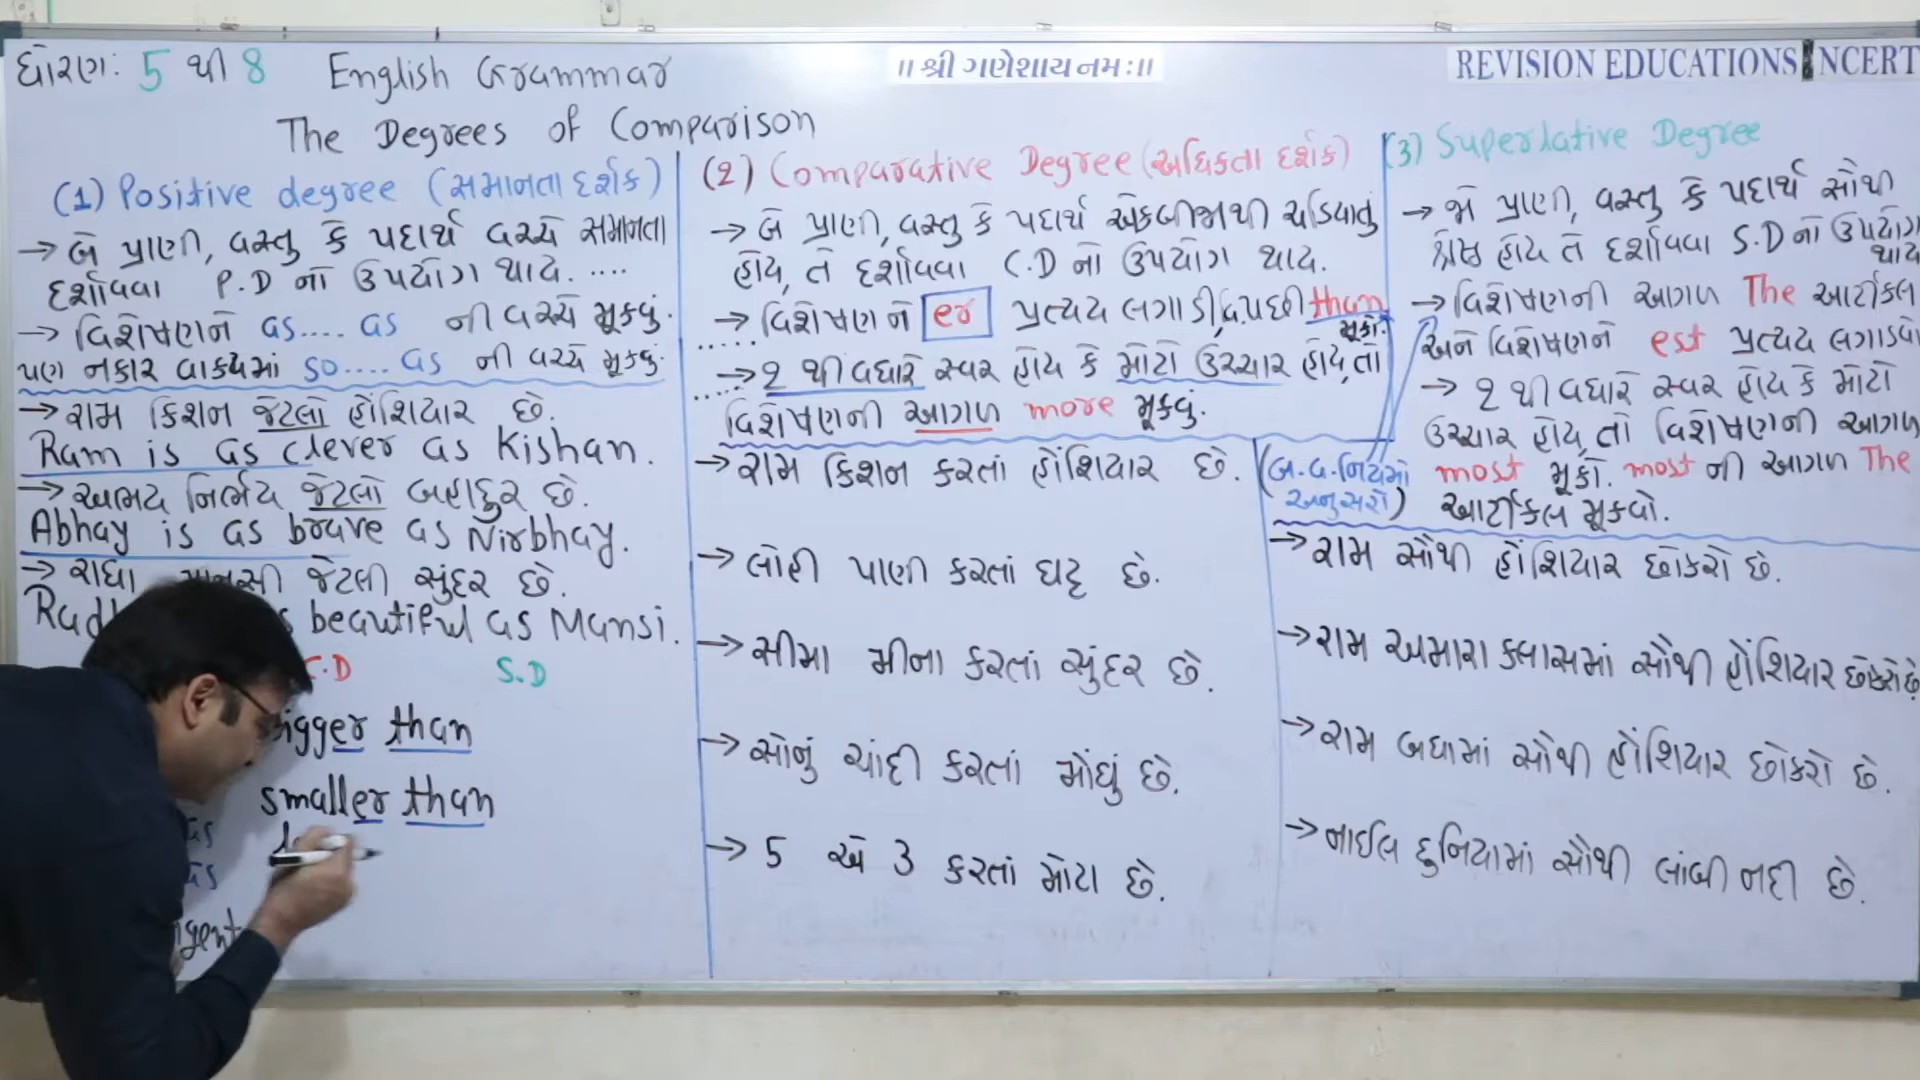 ધોરણ: 5 થી 8 English Grammar
The Degrees of Comparison
॥ શ્રી ગણેશાય નમઃ ॥
REVISION EDUCATIONS NCERT
(1) Positive degree (સમાનતા દર્શક)
→ બે પ્રાણી, વસ્તુ કે પદાર્થ વચ્ચે સમાનતા
દર્શાવવા P.D નો ઉપયોગ થાય. ....
→ વિશેષણને as.... as ની વચ્ચે મૂકવું.
પણ નકાર વાક્યમાં so.... as ની વચ્ચે મૂકવું.
→ રામ કિશન જેટલો હોંશિયાર છે.
Ram is as clever as Kishan.
→ અભય નિર્ભય જેટલો બહાદુર છે.
Abhay is as brave as Nirbhay.
→ રાધા જેટલી સુંદર છે.
beautiful as Mansi.
C.D S.D
igger than
smaller than
as
as
gent
(2) Comparative Degree (અધિકતા દર્શક)
→ બે પ્રાણી, વસ્તુ કે પદાર્થ એકબીજાથી ચડિયાતું
હોય, તે દર્શાવવા C.D નો ઉપયોગ થાય.
→ વિશેષણને er પ્રત્યય લગાડી, વિ.પછી than
મૂકો.
→ 2 થી વધારે સ્વર હોય કે મોટો ઉચ્ચાર હોય, તો
વિશેષણની આગળ more મૂકવું.
→ રામ કિશન કરતાં હોંશિયાર છે.
→ લોહી પાણી કરતાં ઘટ્ટ છે.
→ સીમા મીના કરતાં સુંદર છે.
→ સોનું ચાંદી કરતાં મોંઘું છે.
→ 5 એ 3 કરતાં મોટા છે.
(3) Superlative Degree
→ જે પ્રાણી, વસ્તુ કે પદાર્થ સૌથી
શ્રેષ્ઠ હોય તે દર્શાવવા S.D નો ઉપયોગ
થાય
→ વિશેષણની આગળ The આર્ટીકલ
અને વિશેષણને est પ્રત્યય લગાડવો
→ 2 થી વધારે સ્વર હોય કે મોટો
ઉચ્ચાર હોય, તો વિશેષણની આગળ
most મૂકો. most ની આગળ The
આર્ટીકલ મૂકવો.
(બ.વ.નિયમો
અનુસરો)
→ રામ સૌથી હોંશિયાર છોકરો છે.
→ રામ અમારા ક્લાસમાં સૌથી હોંશિયાર છોકરો છે.
→ રામ બધામાં સૌથી હોંશિયાર છોકરો છે.
→ નાઈલ દુનિયામાં સૌથી લાંબી નદી છે.